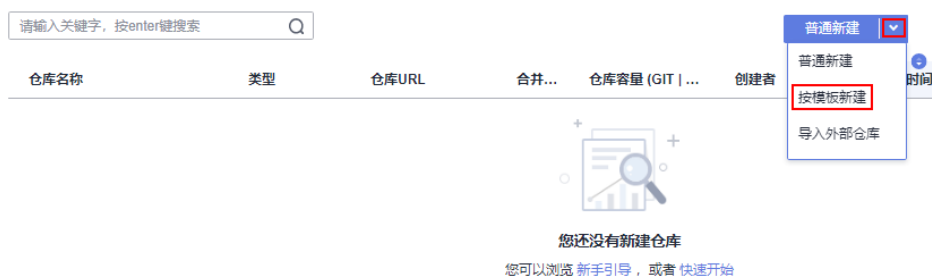 请输入关键字，按enter键搜索
普通新建
普通新建
仓库名称 类型 仓库URL 合并... 仓库容量 (GIT | ... 创建者 时间
按模板新建
导入外部仓库
您还没有新建仓库
您可以浏览 新手引导 ，或者 快速开始